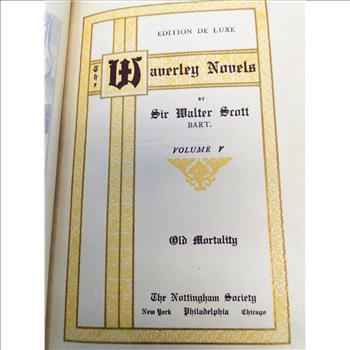 EDITION DE LUXE
The Waverley Novels
BY
Sir Walter Scott
BART.
VOLUME V
Old Mortality
The Nottingham Society
New York Philadelphia Chicago